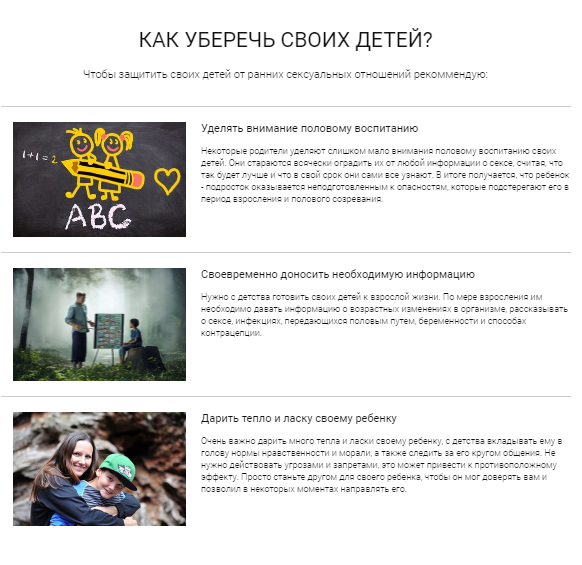 КАК УБЕРЕЧЬ СВОИХ ДЕТЕЙ?
Чтобы защитить своих детей от ранних сексуальных отношений рекоммендую:
1+1=2
ABC
Уделять внимание половому воспитанию
Некоторые родители уделяют слишком мало внимания половому воспитанию своих
детей. Они стараются всячески оградить их от любой информации о сексе, считая, что
так будет лучше и что в свой срок они сами все узнают. В итоге получается, что ребенок
- подросток оказывается неподготовленным к опасностям, которые подстерегают его в
период взросления и полового созревания.
Своевременно доносить необходимую информацию
Нужно с детства готовить своих детей к взрослой жизни. По мере взросления им
необходимо давать информацию о возрастных изменениях в организме, рассказывать
о сексе, инфекциях, передающихся половым путем, беременности и способах
контрацепции.
Дарить тепло и ласку своему ребенку
Очень важно дарить много тепла и ласки своему ребенку, с детства вкладывать ему в
голову нормы нравственности и морали, а также следить за его кругом общения. Не
нужно действовать угрозами и запретами, это может привести к противоположному
эффекту. Просто станьте другом для своего ребенка, чтобы он мог доверять вам и
позволил в некоторых моментах направлять его.